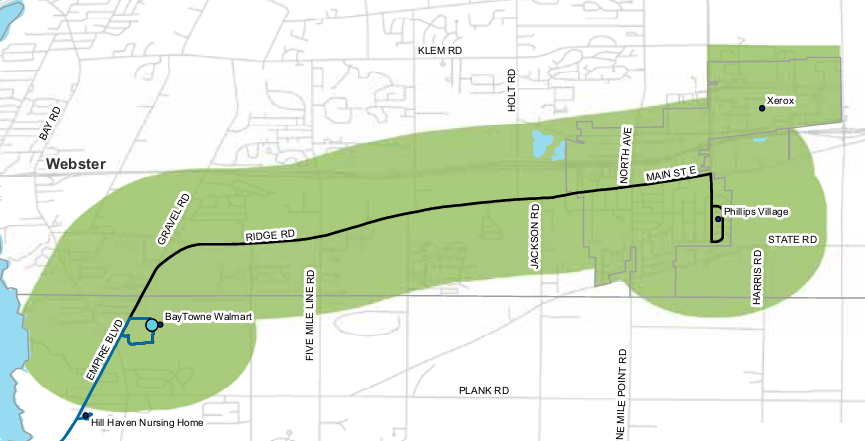 KLEM RD
HOLT RD
Xerox
BAY RD
NORTH AVE
Webster
MAIN ST E
GRAVEL RD
Phillips Village
JACKSON RD
RIDGE RD
STATE RD
HARRIS RD
FIVE MILE LINE RD
BayTowne Walmart
EMPIRE BLVD
PLANK RD
NE MILE POINT RD
Hill Haven Nursing Home